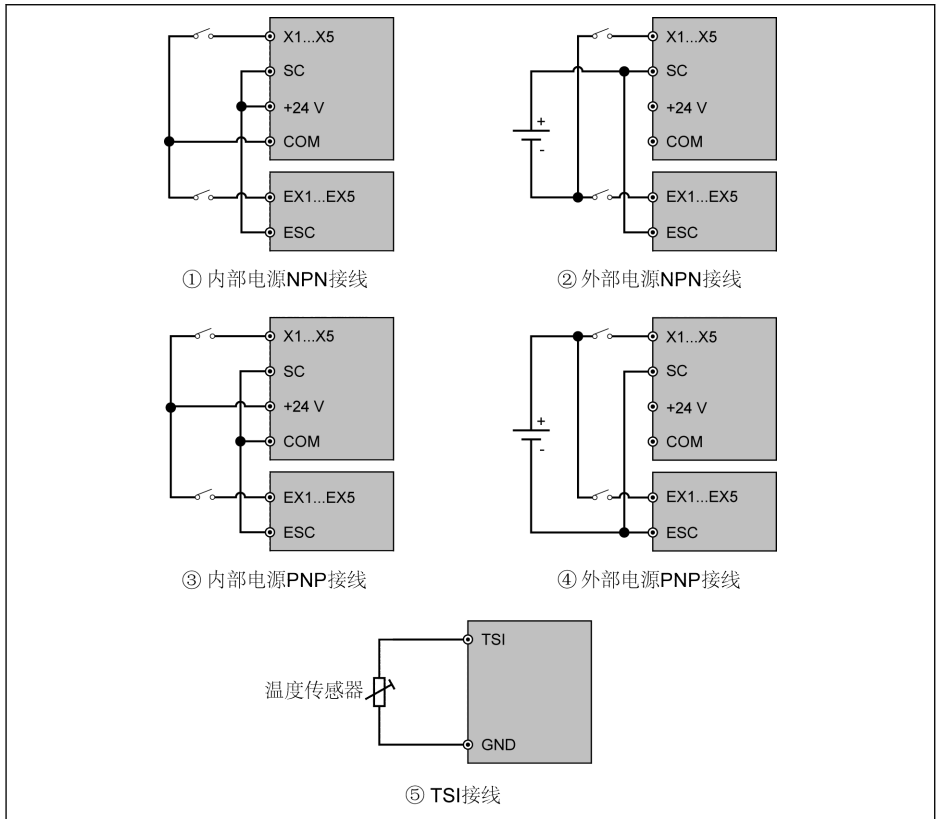 X1...X5
SC
+24 V
COM
EX1...EX5
ESC
① 内部电源NPN接线
X1...X5
SC
+
+24 V
-
COM
EX1...EX5
ESC
② 外部电源NPN接线
X1...X5
SC
+24 V
COM
EX1...EX5
ESC
③ 内部电源PNP接线
X1...X5
SC
+24 V
+
-
COM
EX1...EX5
ESC
④ 外部电源PNP接线
TSI
温度传感器
GND
⑤ TSI接线